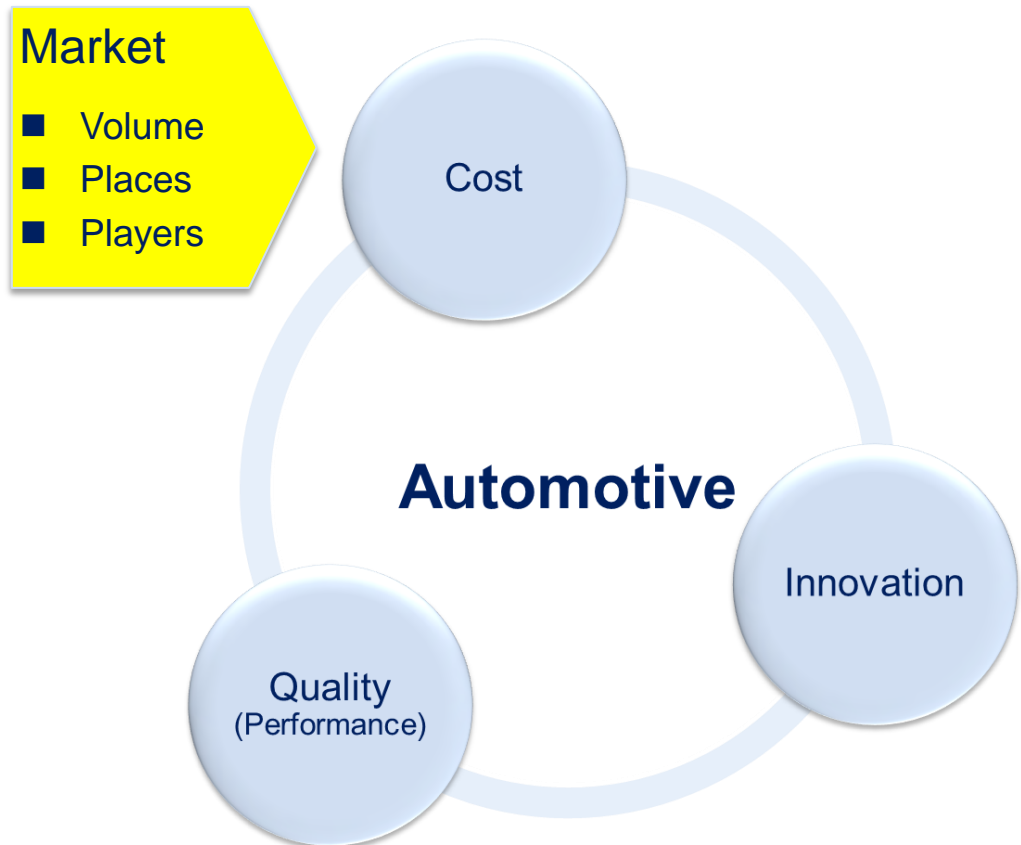 Market
Volume
Places
Players
Cost
Automotive
Innovation
Quality
(Performance)